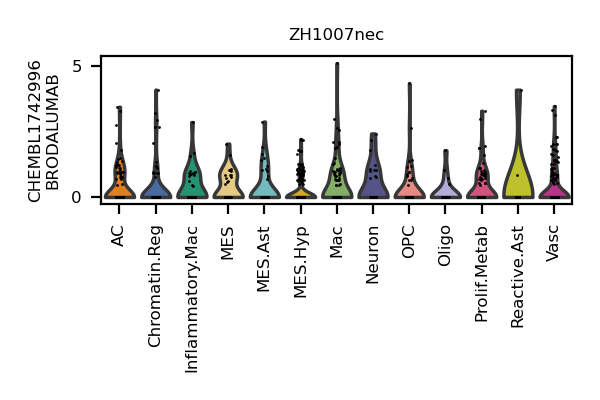 ZH1007nec
CHEMBL1742996
BRODALUMAB
5
0
AC
Chromatin.Reg
Inflammatory.Mac
MES
MES.Ast
MES.Hyp
Mac
Neuron
OPC
Oligo
Prolif.Metab
Reactive.Ast
Vasc